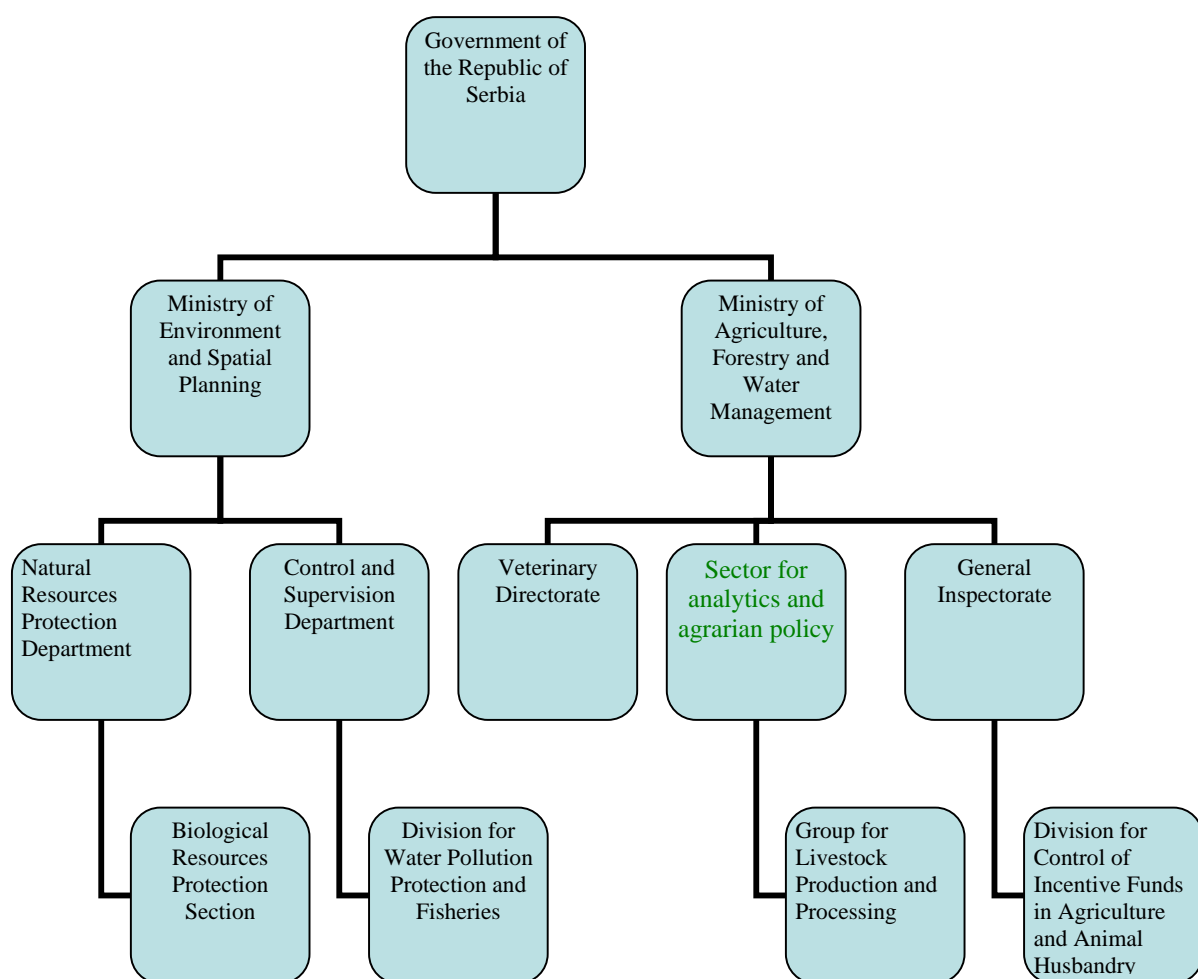 Government of
the Republic of
Serbia
Ministry of
Environment
and Spatial
Planning
Ministry of
Agriculture,
Forestry and
Water
Management
Natural
Resources
Protection
Department
Control and
Supervision
Department
Veterinary
Directorate
Sector for
analytics and
agrarian policy
General
Inspectorate
Biological
Resources
Protection
Section
Division for
Water Pollution
Protection and
Fisheries
Group for
Livestock
Production and
Processing
Division for
Control of
Incentive Funds
in Agriculture
and Animal
Husbandry